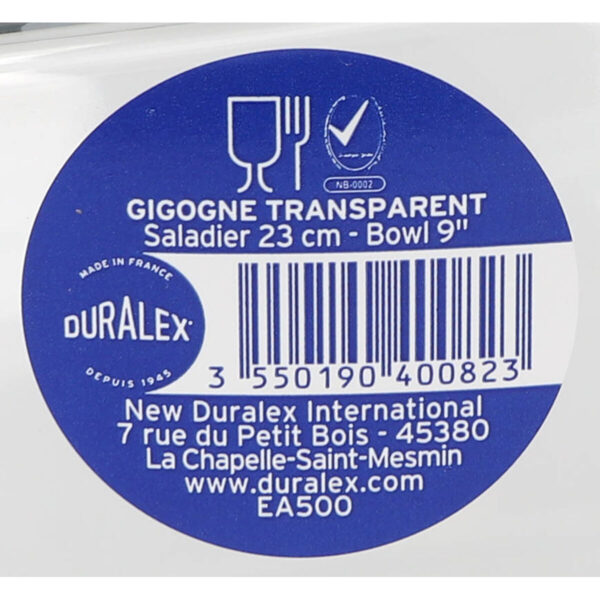 NB-0002
GIGOGNE TRANSPARENT
Saladier 23 cm - Bowl 9"
MADE IN FRANCE
DURALEX
DEPUIS 1945
3 550190 400823
New Duralex International
7 rue du Petit Bois - 45380
La Chapelle-Saint-Mesmin
www.duralex.com
EA500